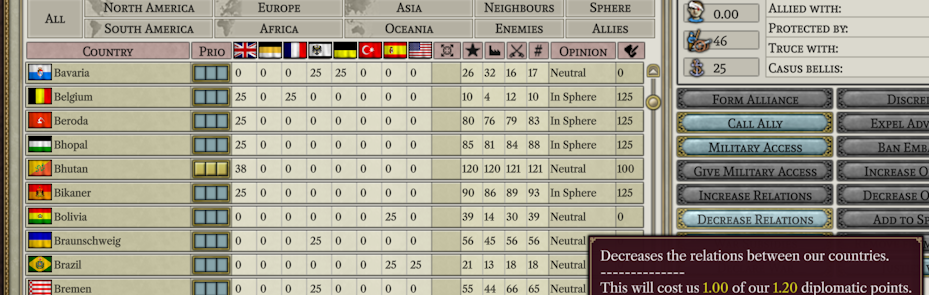 ALL NORTH AMERICA EUROPE ASIA NEIGHBOURS SPHERE
SOUTH AMERICA AFRICA OCEANIA ENEMIES ALLIES
COUNTRY PRIO # OPINION
Bavaria 0 0 0 25 25 0 0 0 26 32 16 17 Neutral 0
Belgium 25 0 25 0 0 0 0 0 10 4 12 10 In Sphere 125
Beroda 25 0 0 0 0 0 0 0 80 76 79 83 In Sphere 125
Bhopal 25 0 0 0 0 0 0 0 85 81 84 88 In Sphere 125
Bhutan 38 0 0 0 0 0 0 0 120 120 121 121 Neutral 100
Bikaner 25 0 0 0 0 0 0 0 90 86 89 93 In Sphere 125
Bolivia 0 0 0 0 0 0 25 0 39 14 30 39 Neutral 0
Braunschweig 0 0 0 25 0 0 0 0 56 45 56 56 Neutral
Brazil 0 0 0 0 0 0 25 25 21 13 18 18 Neutral
Bremen 0 0 0 25 0 0 0 0 55 44 66 65 Neutral
0.00
46
25
ALLIED WITH:
PROTECTED BY:
TRUCE WITH:
CASUS BELLIS:
FORM ALLIANCE DISCRE
CALL ALLY EXPEL ADV
MILITARY ACCESS BAN EMBA
GIVE MILITARY ACCESS INCREASE O
INCREASE RELATIONS DECREASE O
DECREASE RELATIONS ADD TO SP
Decreases the relations between our countries.
--------------
This will cost us 1.00 of our 1.20 diplomatic points.